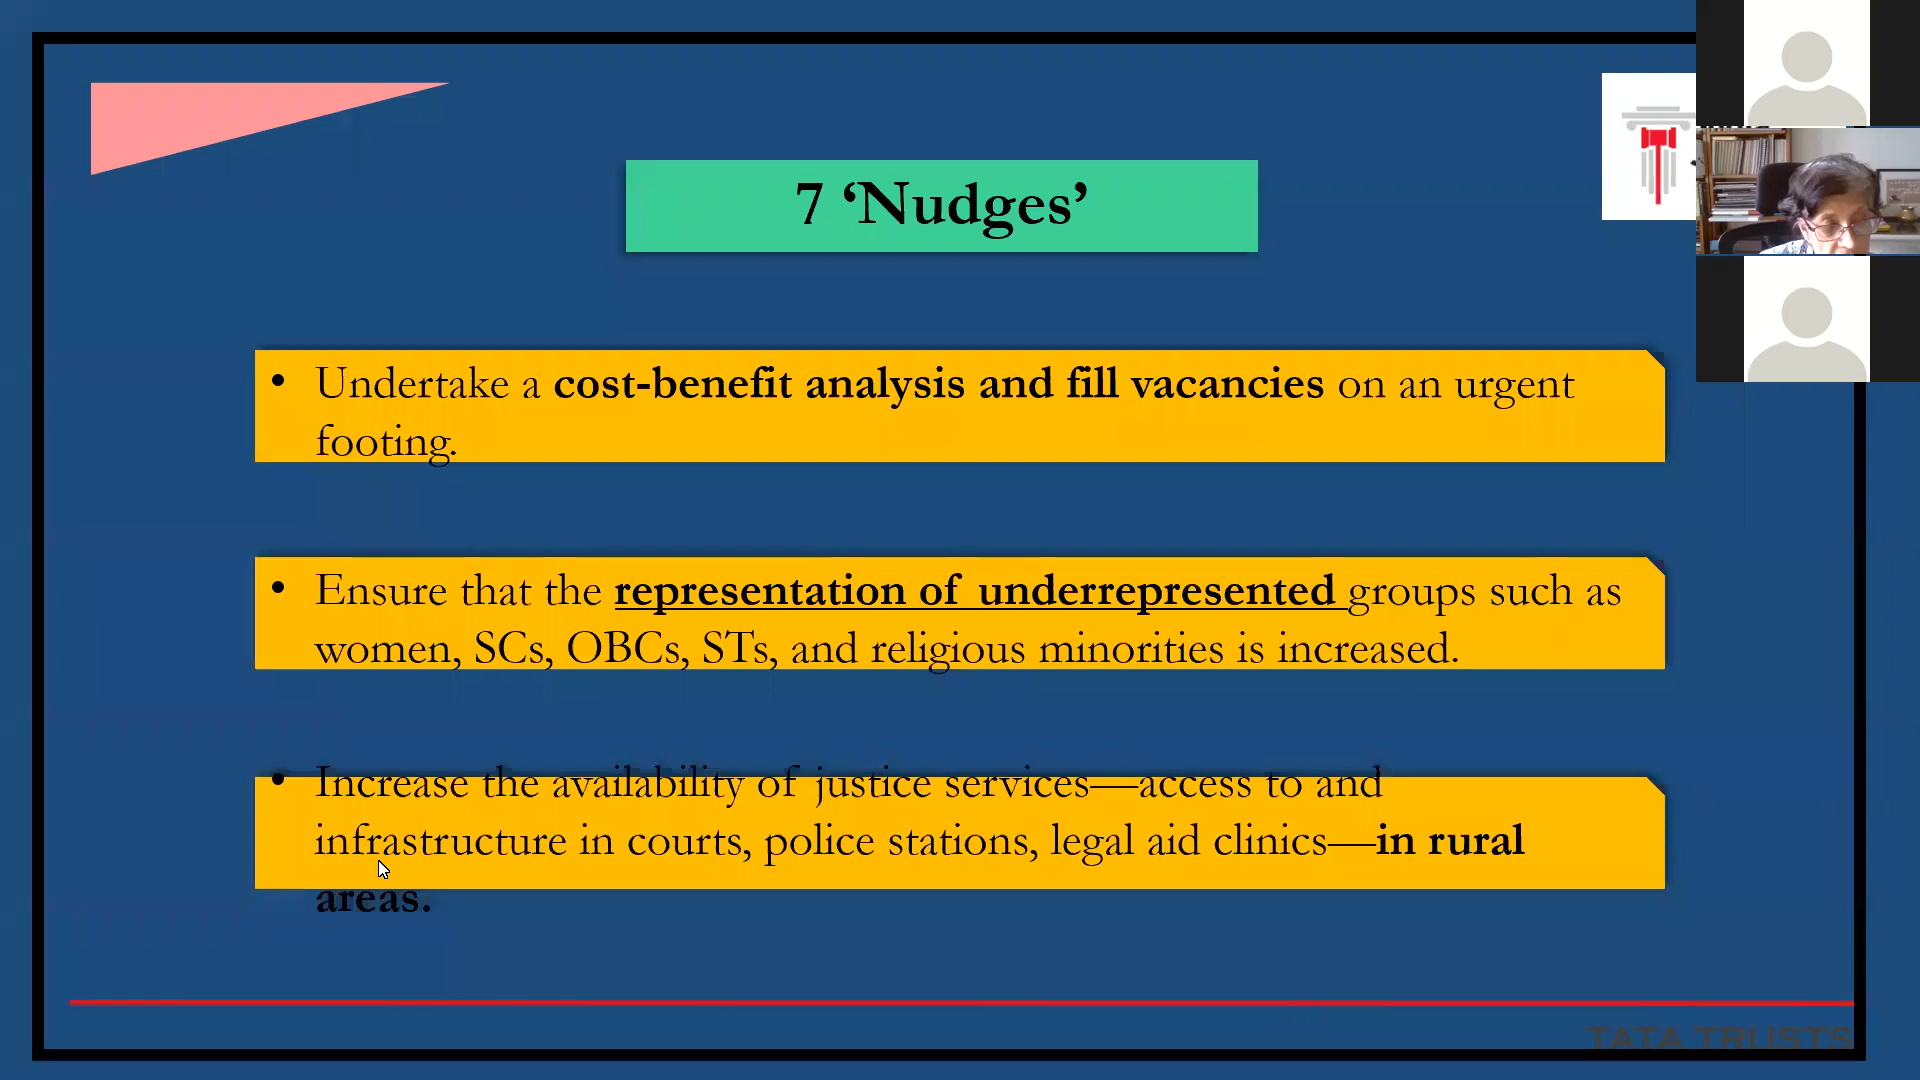 7 ‘Nudges’
• Undertake a cost-benefit analysis and fill vacancies on an urgent
footing.
• Ensure that the representation of underrepresented groups such as
women, SCs, OBCs, STs, and religious minorities is increased.
• Increase the availability of justice services—access to and
infrastructure in courts, police stations, legal aid clinics—in rural
areas.
TATA TRUSTS